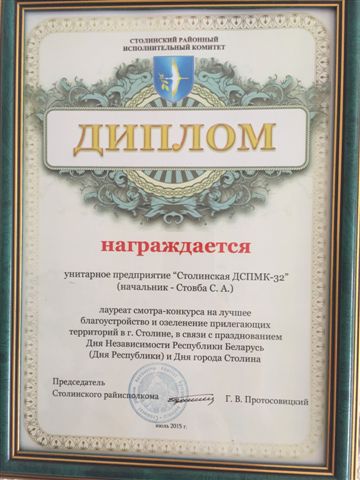 СТОЛИНСКИЙ РАЙОННЫЙ
ИСПОЛНИТЕЛЬНЫЙ КОМИТЕТ
ДИПЛОМ
награждается
унитарное предприятие "Столинская ДСПМК-32"
(начальник - Стовба С. А.)
лауреат смотра-конкурса на лучшее
благоустройство и озеленение прилегающих
территорий в г. Столине, в связи с празднованием
Дня Независимости Республики Беларусь
(Дня Республики) и Дня города Столина
Председатель
Столинского райисполкома Г. В. Протосовицкий
июль 2015 г.